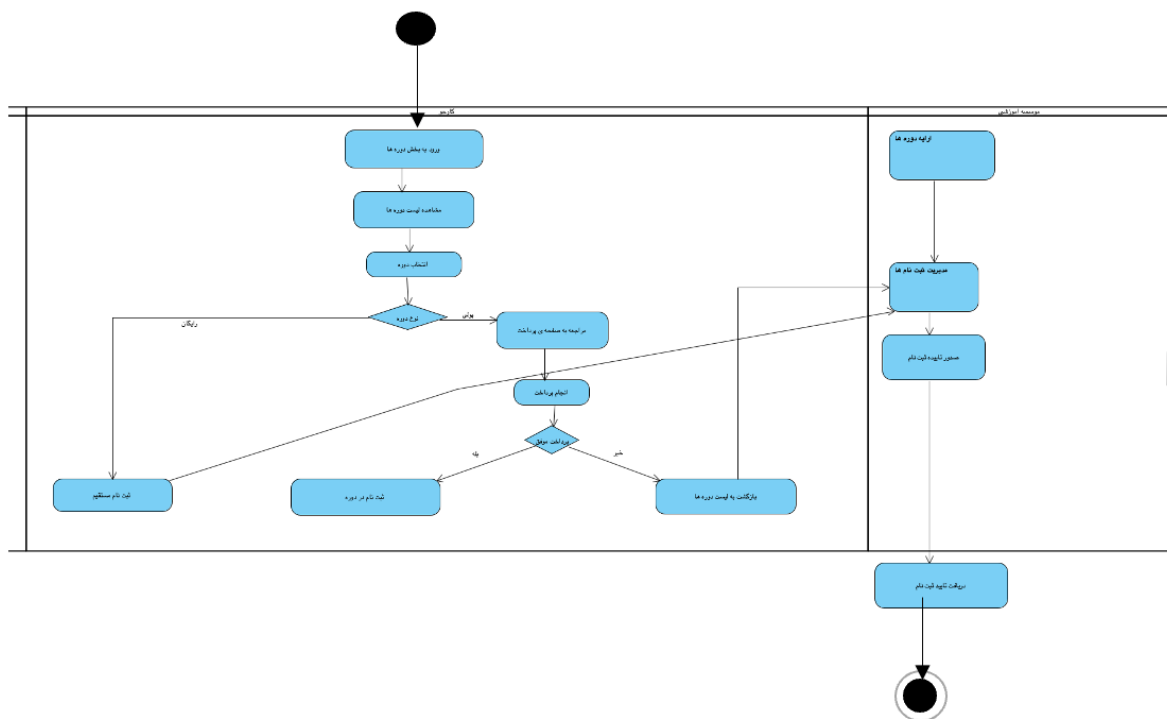 کارجو
موسسه آموزشی
ورود به بخش دوره ها
ارایه دوره ها
مشاهده لیست دوره ها
انتخاب دوره
مدیریت ثبت نام ها
نوع دوره
رایگان
پولی
مراجعه به صفحه ی پرداخت
صدور تاییده ثبت نام
انجام پرداخت
پرداخت موفق
بله
خیر
ثبت نام مستقیم
ثبت نام در دوره
بازگشت به لیست دوره ها
دریافت تایید ثبت نام